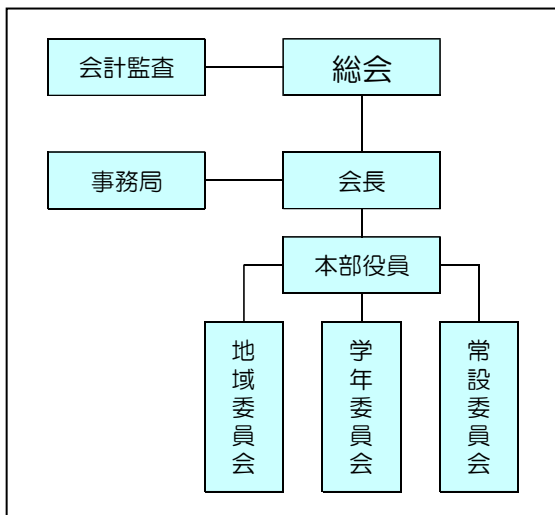 会計監査
総会
事務局
会長
本部役員
地域委員会
学年委員会
常設委員会